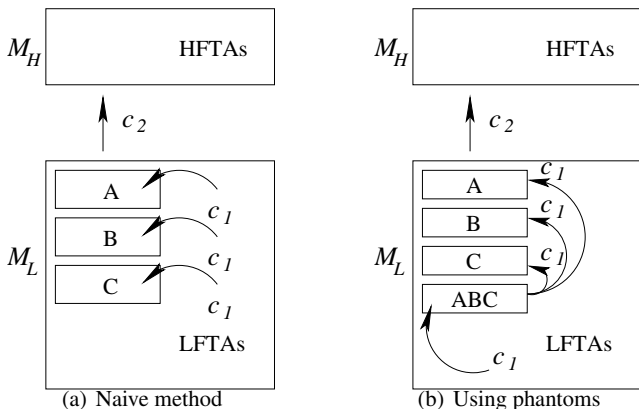 M_H
HFTAs
c_2
A
c_1
B
c_1
C
c_1
M_L
LFTAs
(a) Naive method
M_H
HFTAs
c_2
c_1
A
c_1
B
c_1
C
M_L
ABC
LFTAs
c_1
(b) Using phantoms